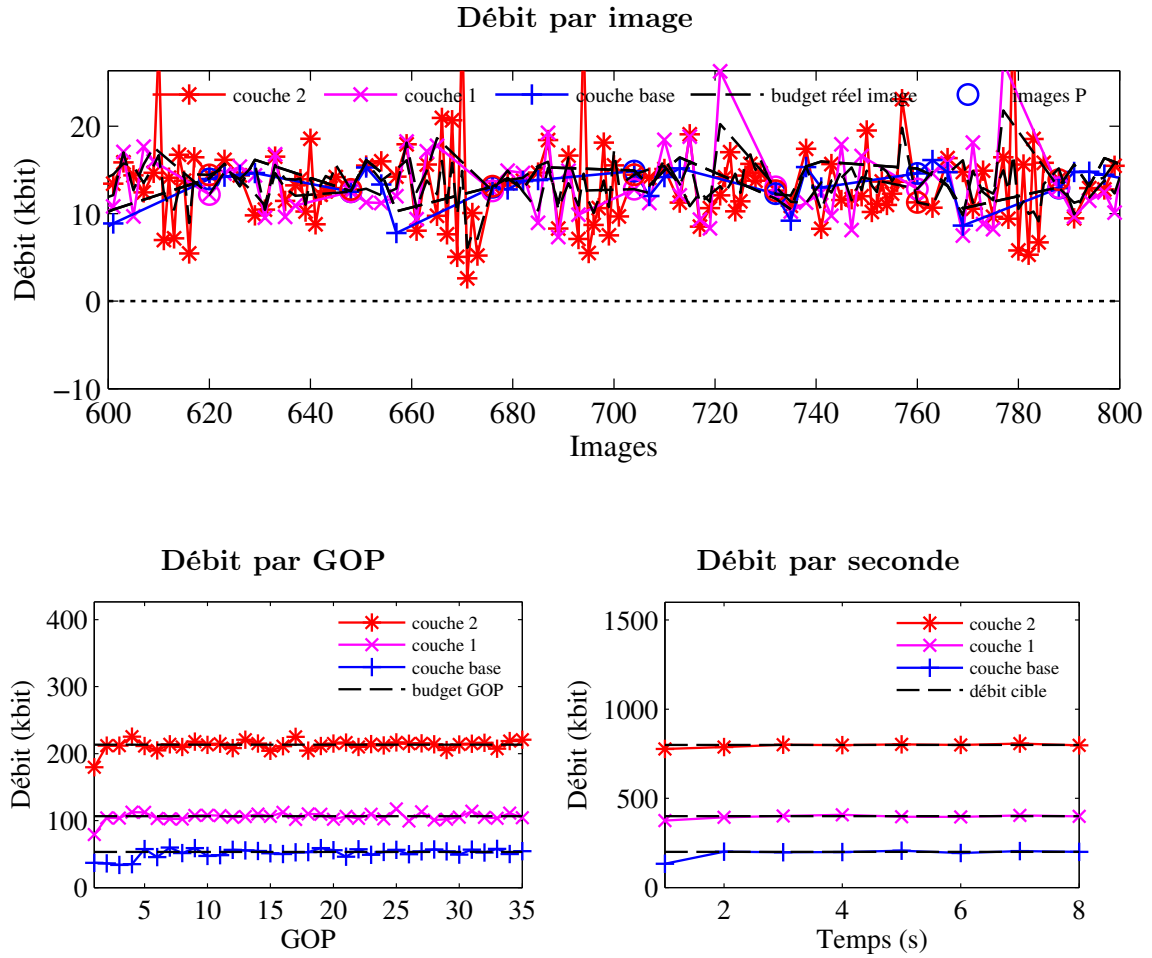 Débit par image
couche 2
couche 1
couche base
budget réel image
images P
Débit (kbit)
20
10
0
−10
600 620 640 660 680 700 720 740 760 780 800
Images
Débit par GOP
couche 2
couche 1
couche base
budget GOP
Débit (kbit)
400
300
200
100
0
5 10 15 20 25 30 35
GOP
Débit par seconde
couche 2
couche 1
couche base
débit cible
Débit (kbit)
1500
1000
500
0
2 4 6 8
Temps (s)